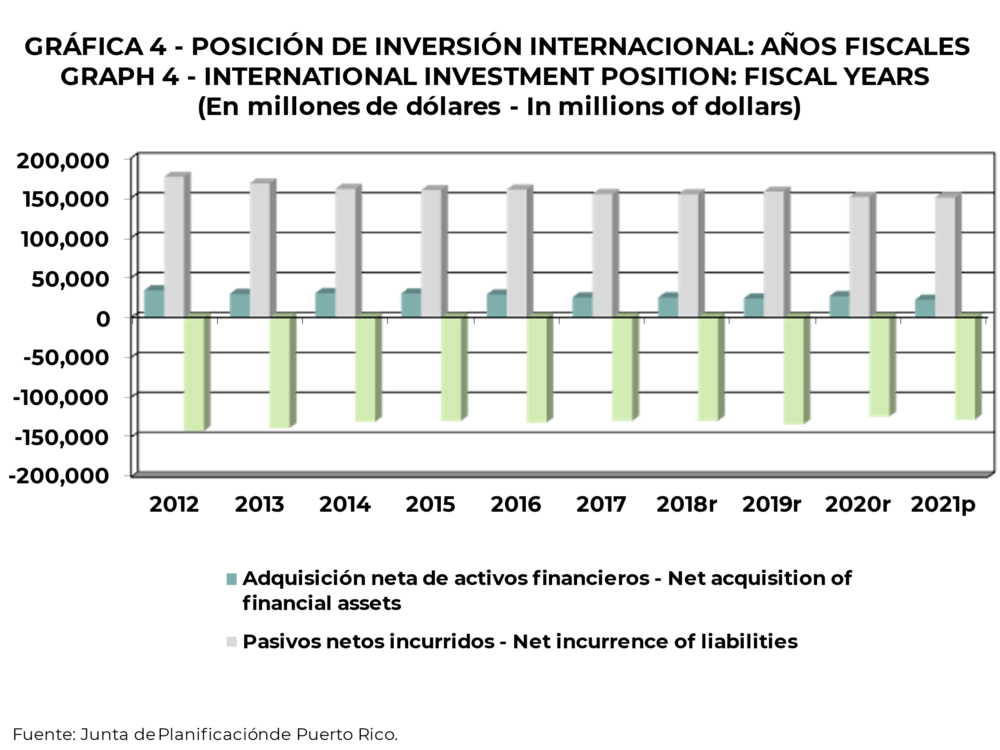 GRÁFICA 4 - POSICIÓN DE INVERSIÓN INTERNACIONAL: AÑOS FISCALES
GRAPH 4 - INTERNATIONAL INVESTMENT POSITION: FISCAL YEARS
(En millones de dólares - In millions of dollars)
200,000
150,000
100,000
50,000
0
-50,000
-100,000
-150,000
-200,000
2012 2013 2014 2015 2016 2017 2018r 2019r 2020r 2021p
Adquisición neta de activos financieros - Net acquisition of
financial assets
Pasivos netos incurridos - Net incurrence of liabilities
Fuente: Junta de Planificaciónde Puerto Rico.